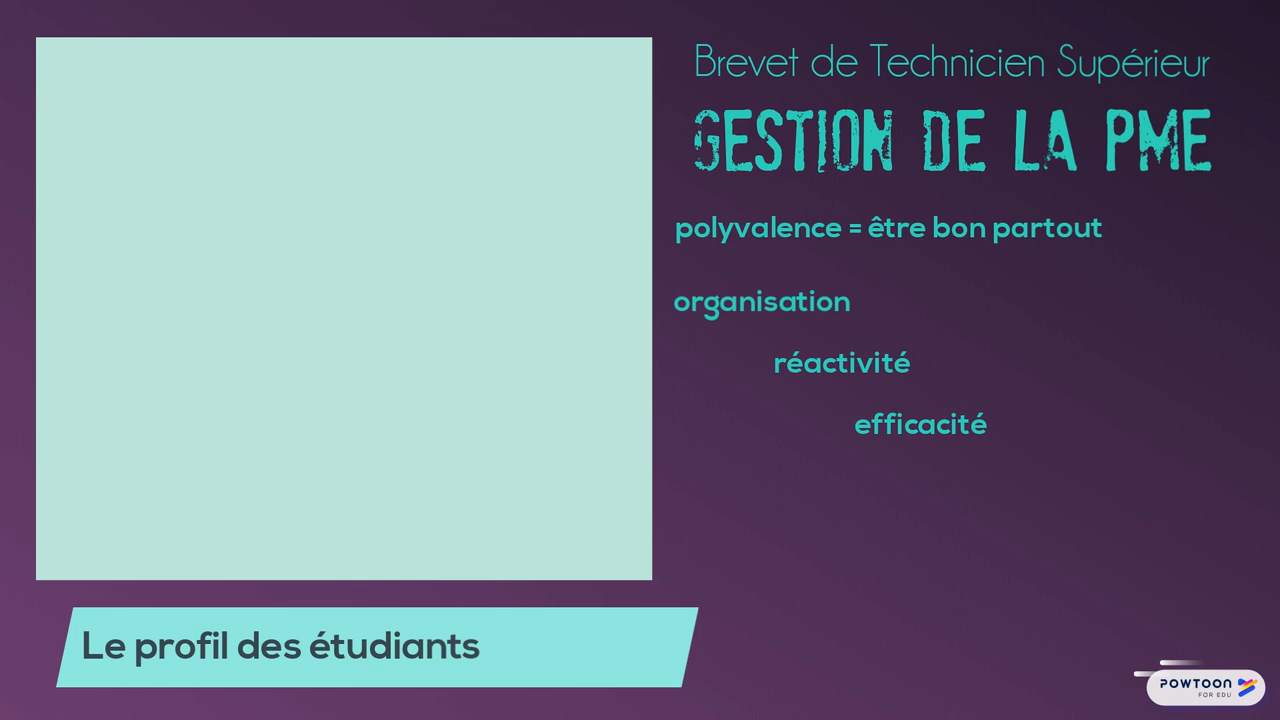 Brevet de Technicien Supérieur
GESTION DE LA PME
polyvalence = être bon partout
organisation
réactivité
efficacité
Le profil des étudiants
POWTOON
FOR EDU